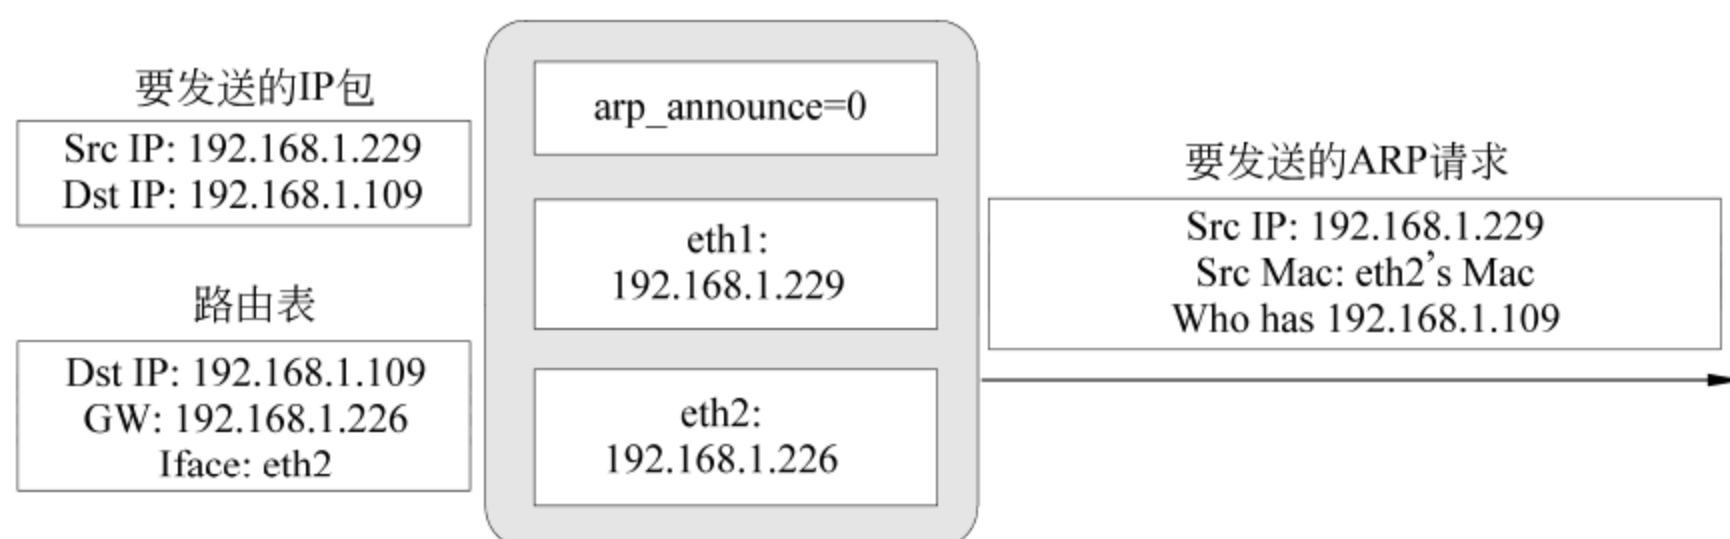 要发送的IP包
Src IP: 192.168.1.229
Dst IP: 192.168.1.109
路由表
Dst IP: 192.168.1.109
GW: 192.168.1.226
Iface: eth2
arp_announce=0
eth1:
192.168.1.229
eth2:
192.168.1.226
要发送的ARP请求
Src IP: 192.168.1.229
Src Mac: eth2’s Mac
Who has 192.168.1.109